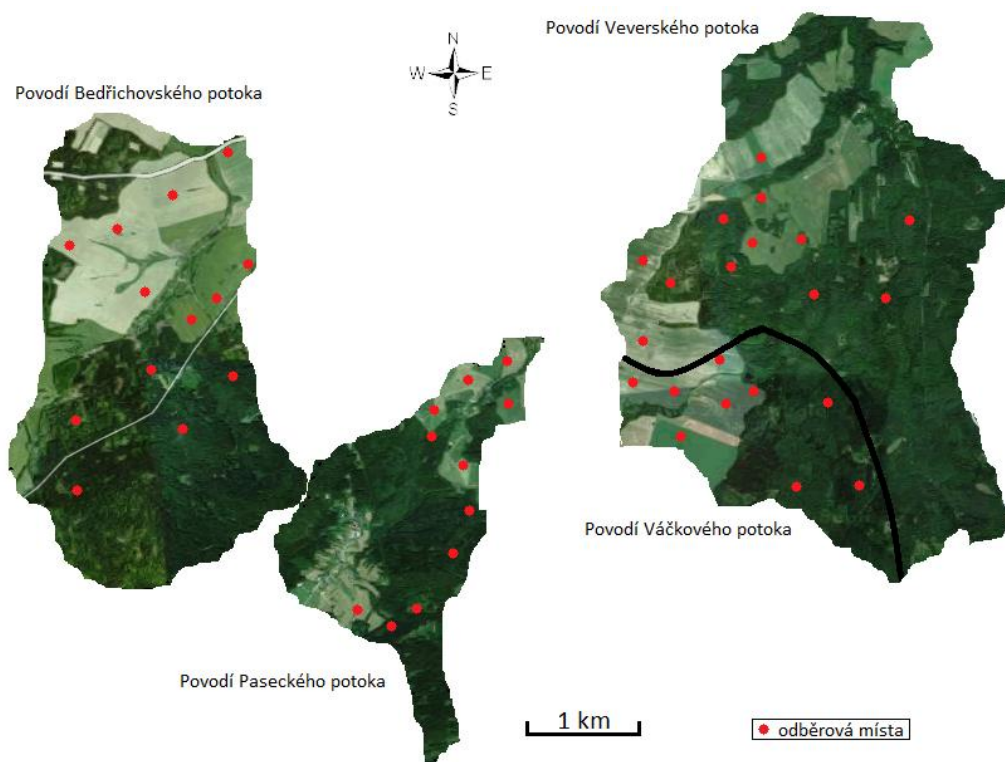 Povodí Veverského potoka
N
W E
S
Povodí Bedřichovského potoka
Povodí Váčkového potoka
Povodí Paseckého potoka
1 km
odběrová místa